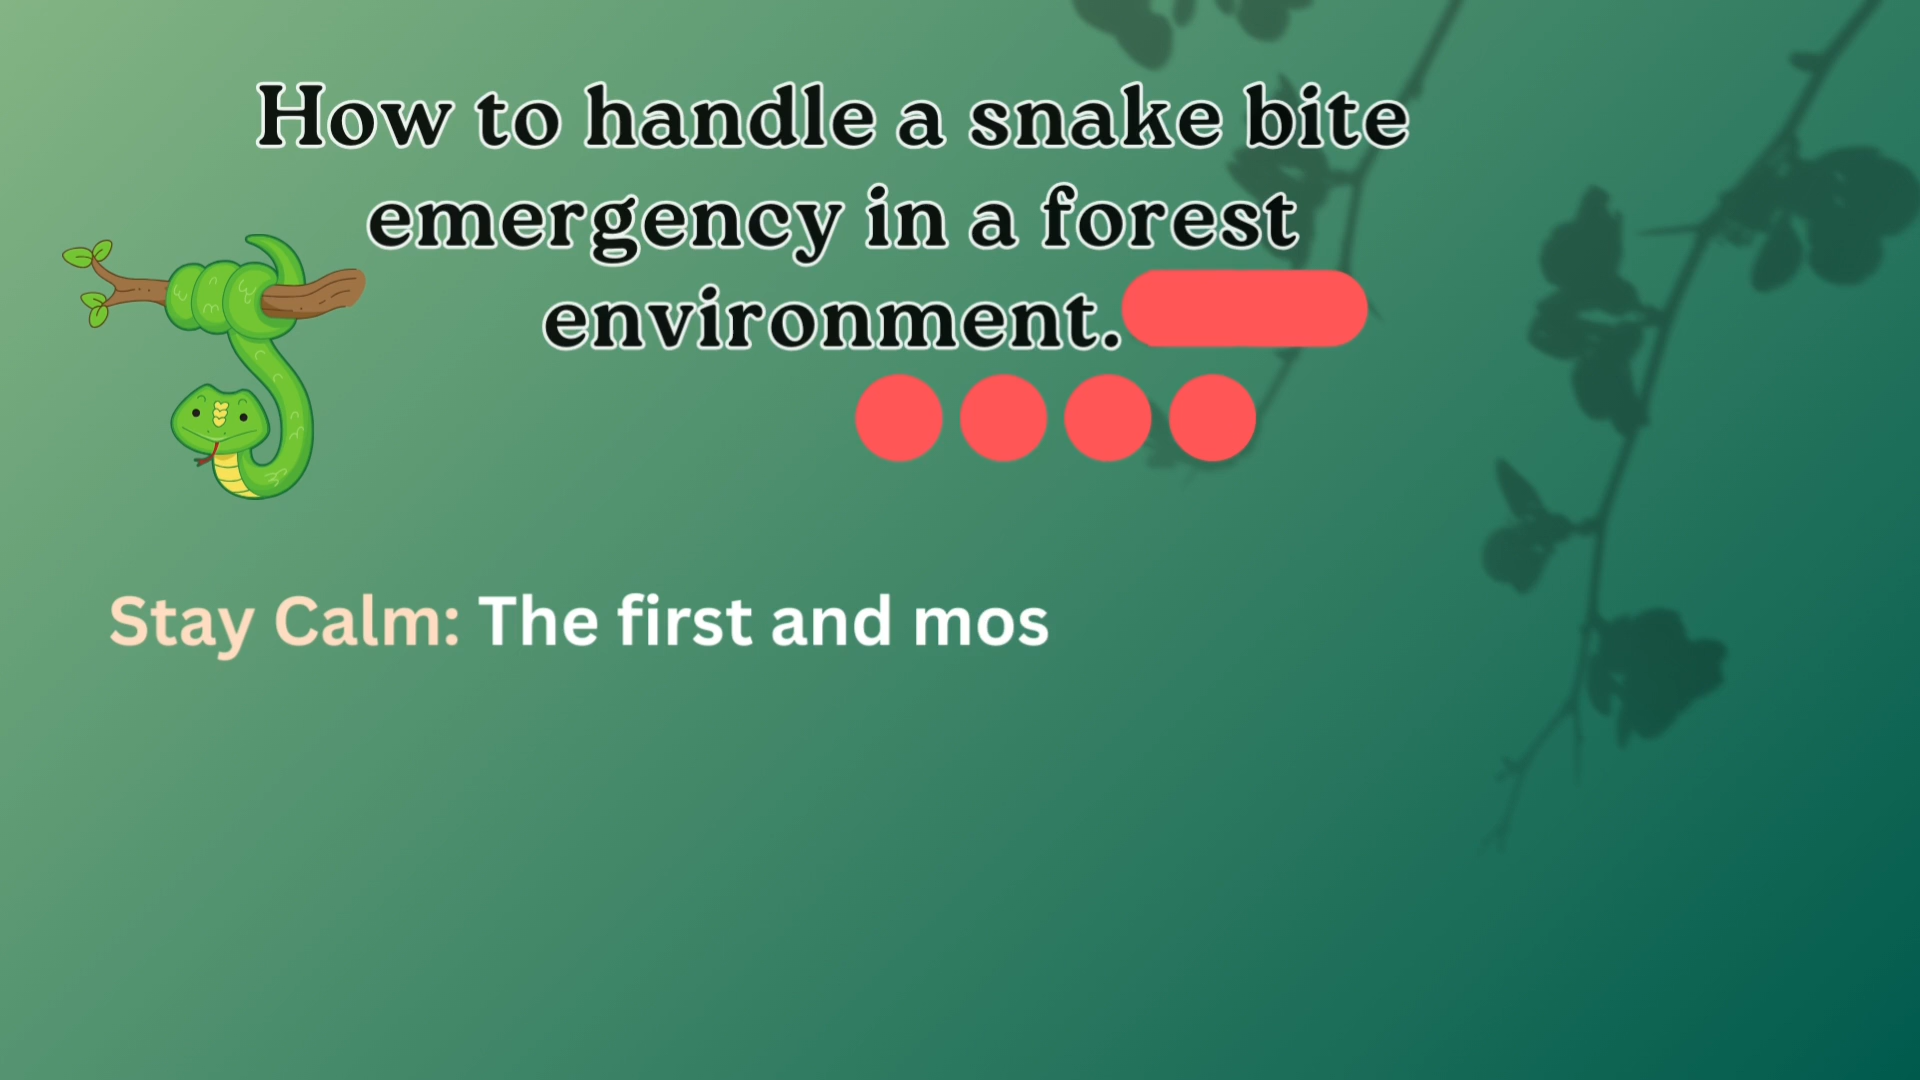 How to handle a snake bite
emergency in a forest
environment.
Stay Calm: The first and mos